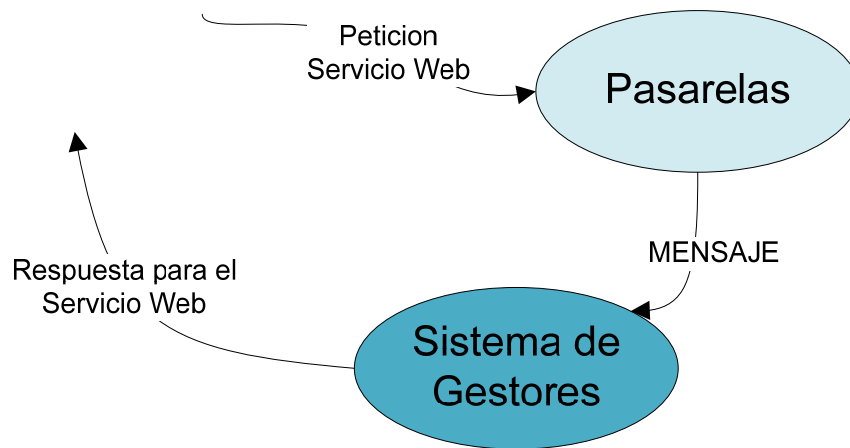 Peticion
Servicio Web
Pasarelas
MENSAJE
Respuesta para el
Servicio Web
Sistema de
Gestores